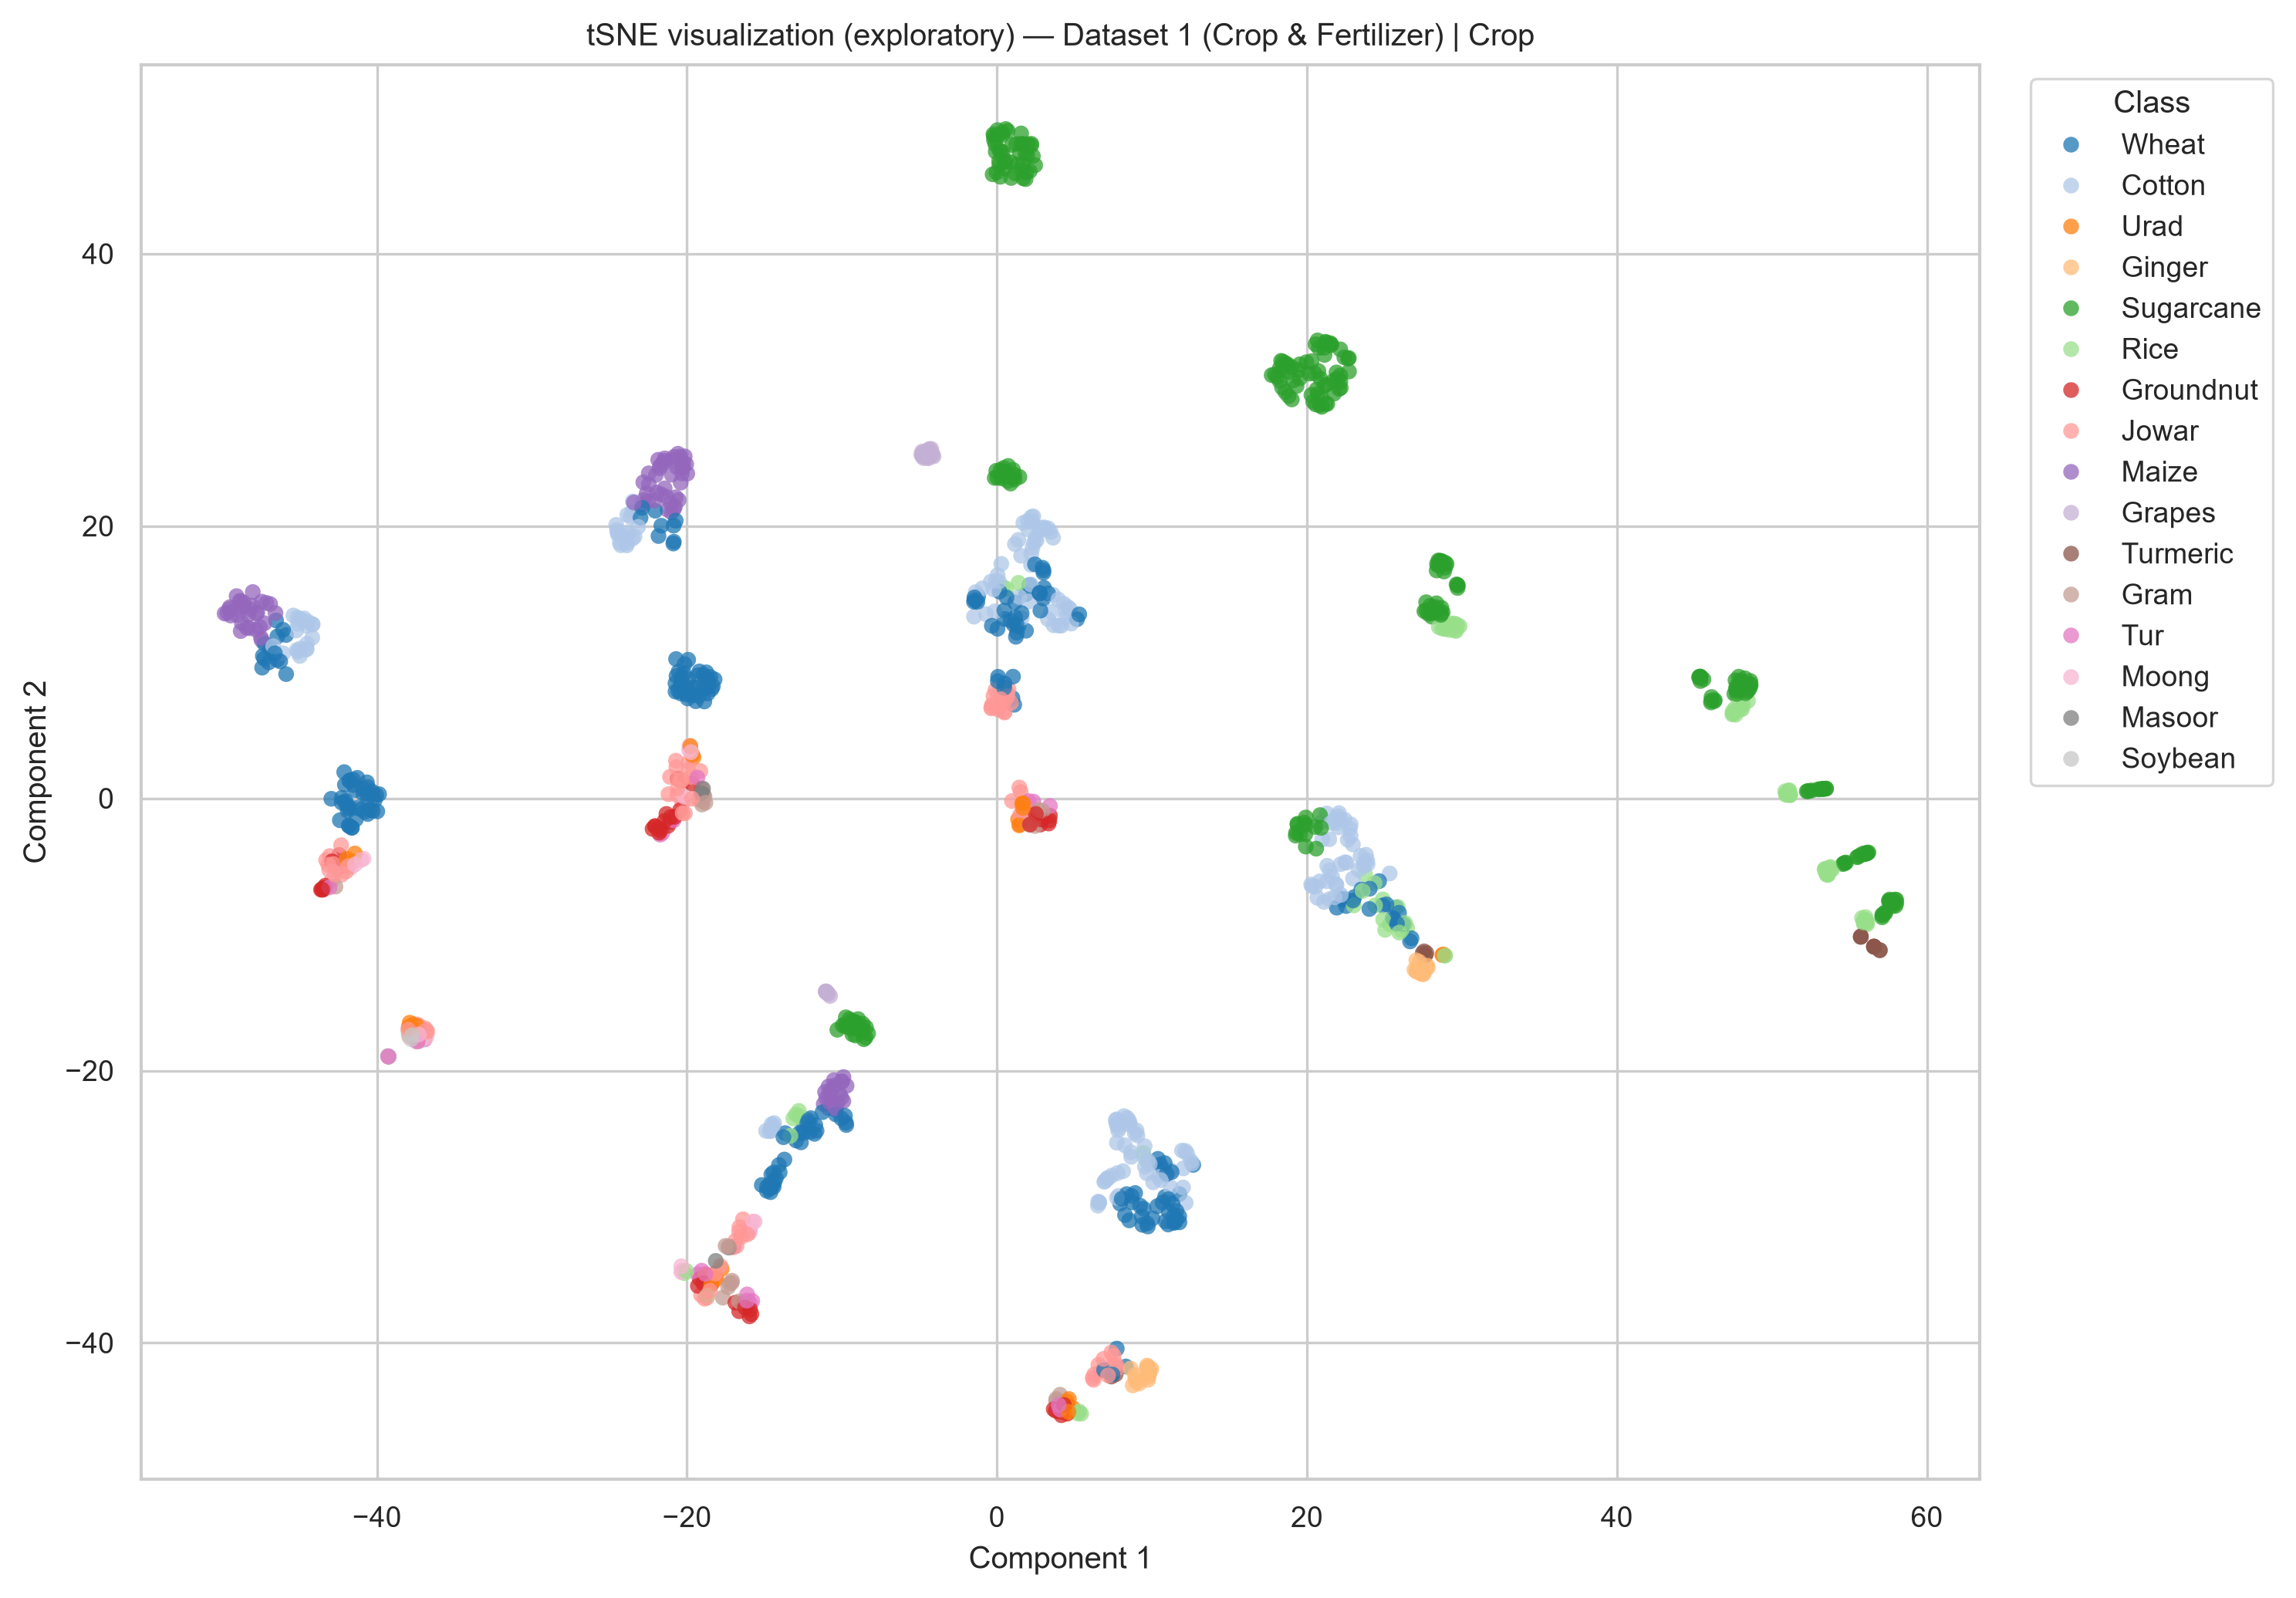 tSNE visualization (exploratory) — Dataset 1 (Crop & Fertilizer) | Crop
Class
Wheat
Cotton
Urad
Ginger
Sugarcane
Rice
Groundnut
Jowar
Maize
Grapes
Turmeric
Gram
Tur
Moong
Masoor
Soybean
Component 2
40
20
0
−20
−40
−40
−20
0
20
40
60
Component 1